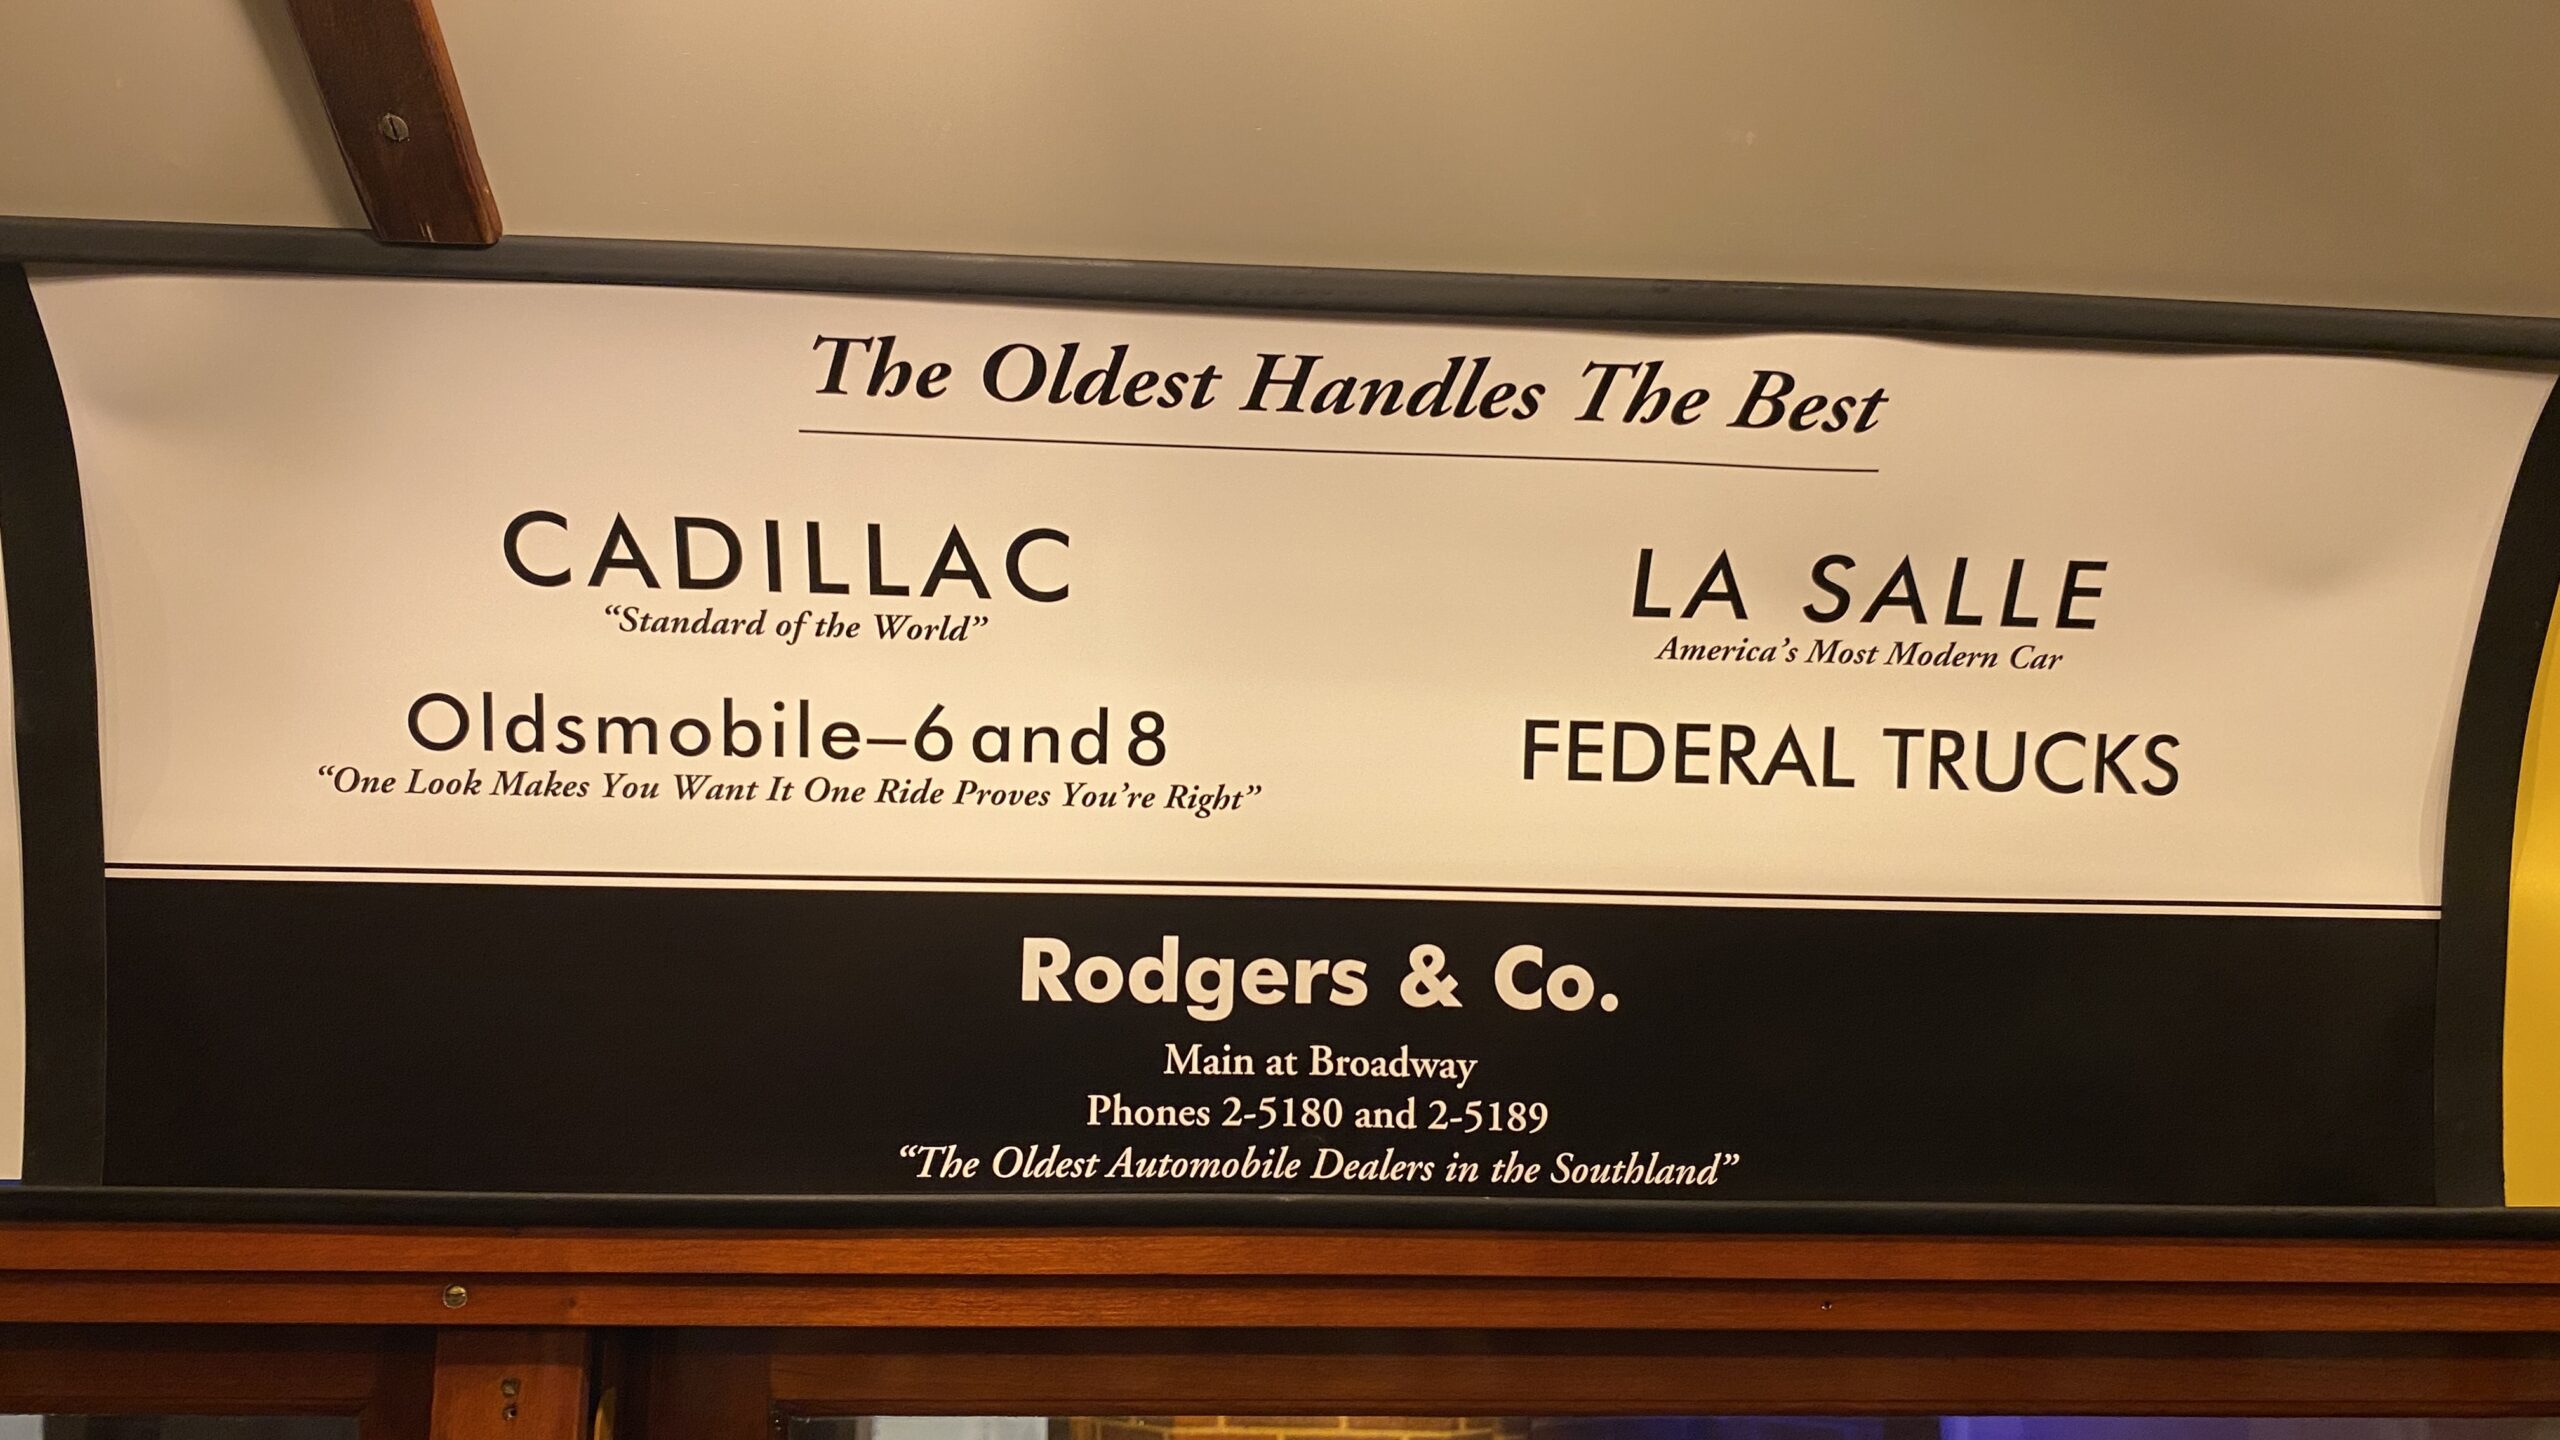 The Oldest Handles The Best
CADILLAC
“Standard of the World”
LA SALLE
America’s Most Modern Car
Oldsmobile–6 and 8
“One Look Makes You Want It One Ride Proves You’re Right”
FEDERAL TRUCKS
Rodgers & Co.
Main at Broadway
Phones 2-5180 and 2-5189
“The Oldest Automobile Dealers in the Southland”